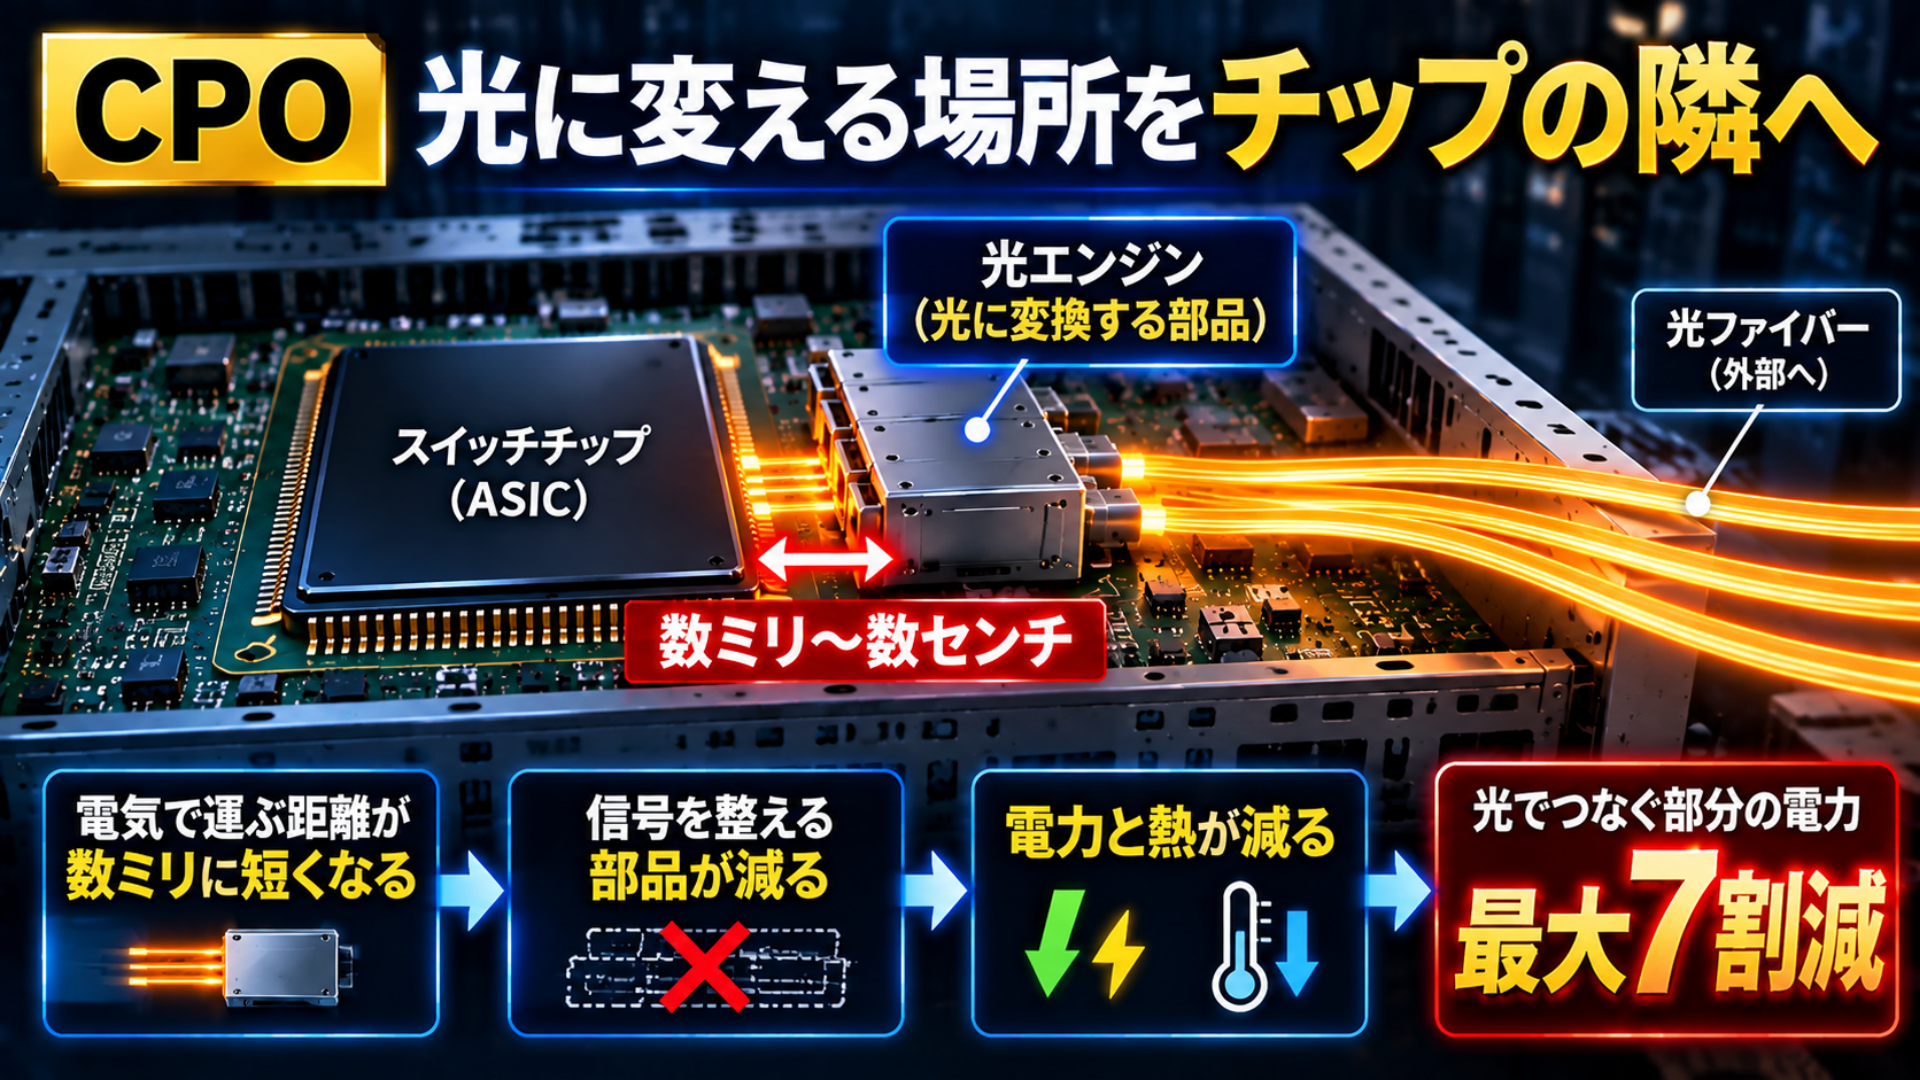 CPO 光に変える場所をチップの隣へ
光エンジン
(光に変換する部品)
光ファイバー
(外部へ)
スイッチチップ
(ASIC)
数ミリ～数センチ
電気で運ぶ距離が
数ミリに短くなる
信号を整える
部品が減る
電力と熱が減る
光でつなぐ部分の電力
最大7割減